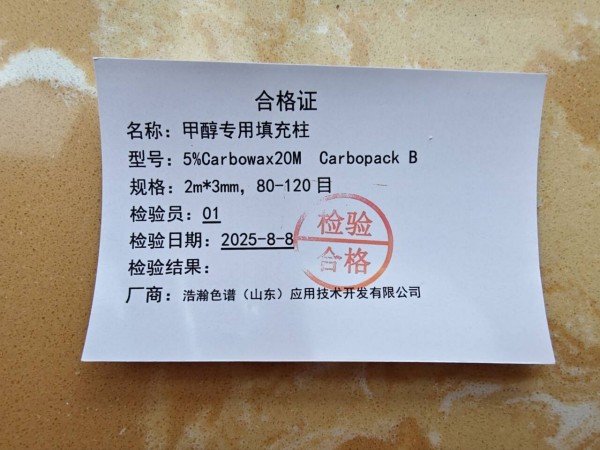 合格证
名称：甲醇专用填充柱
型号：5%Carbowax20M Carbopack B
规格：2m*3mm, 80-120目
检验员：01
检验日期：2025-8-8
检验结果：
检验
合格
厂商：浩瀚色谱（山东）应用技术开发有限公司